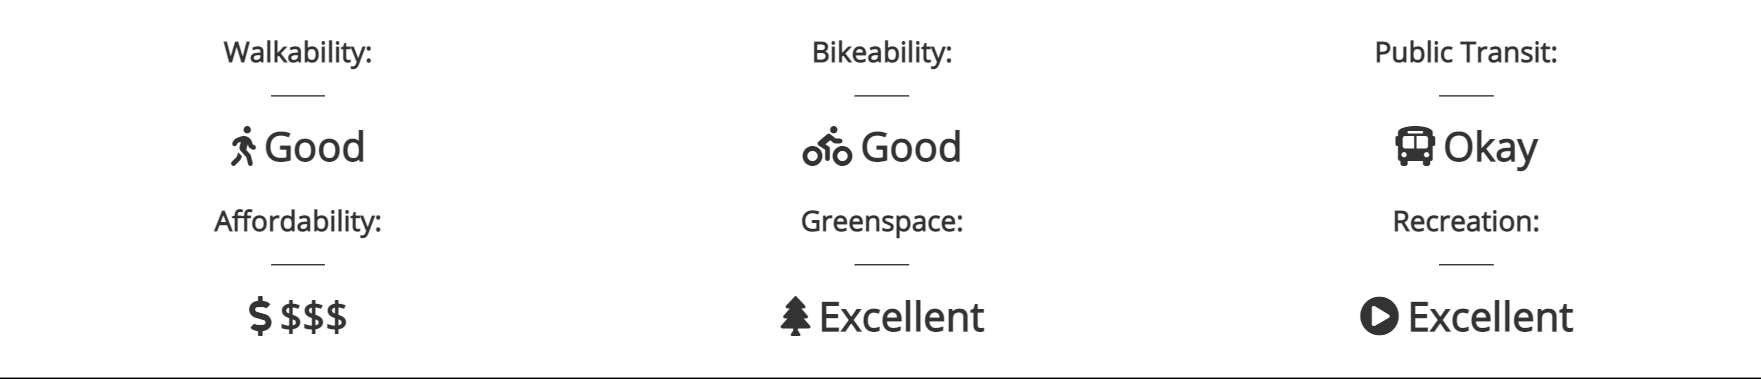 Walkability:
Bikeability:
Public Transit:
Good
Good
Okay
Affordability:
Greenspace:
Recreation:
$ $$$
Excellent
Excellent